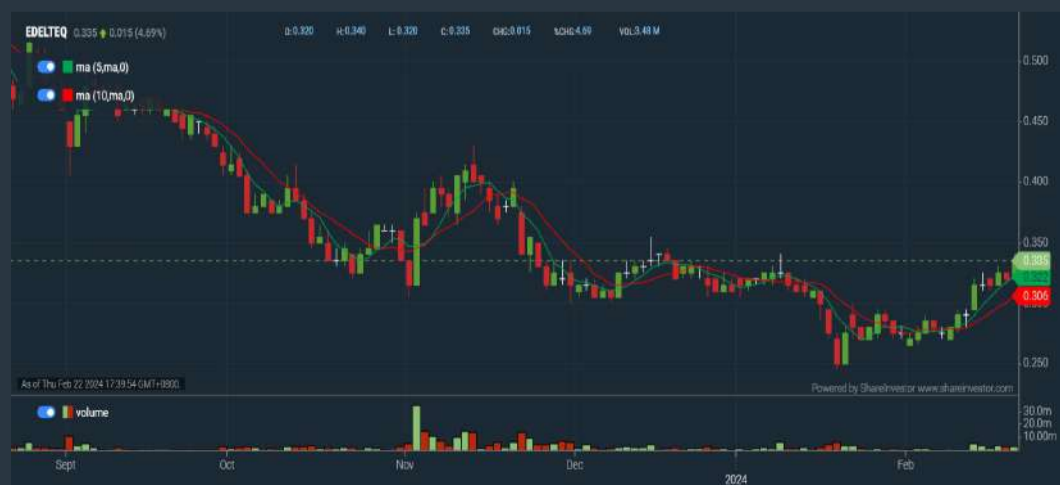 EDELTEQ 0.335 0.015 (4.69%) O:0.320 H:0.340 L:0.320 C:0.335 CHG:0.015 %CHG:4.69 VOL:3.48 M
ma (5,ma,0)
ma (10,ma,0)
0.500
0.450
0.400
0.350
0.335
0.306
0.250
As of Thu Feb 22 2024 17:39:54 GMT+0800
Powered by ShareInvestor www.shareinvestor.com
volume
30.0m
20.0m
10.00m
Sept Oct Nov Dec 2024 Feb